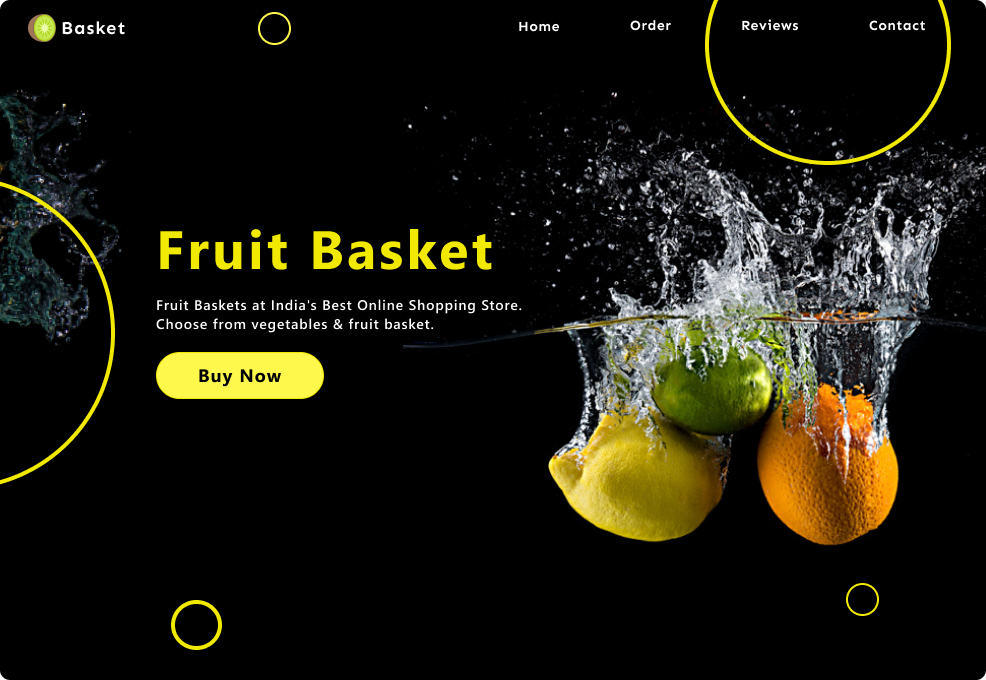 Basket
Home
Order
Reviews
Contact
Fruit Basket
Fruit Baskets at India's Best Online Shopping Store.
Choose from vegetables & fruit basket.
Buy Now